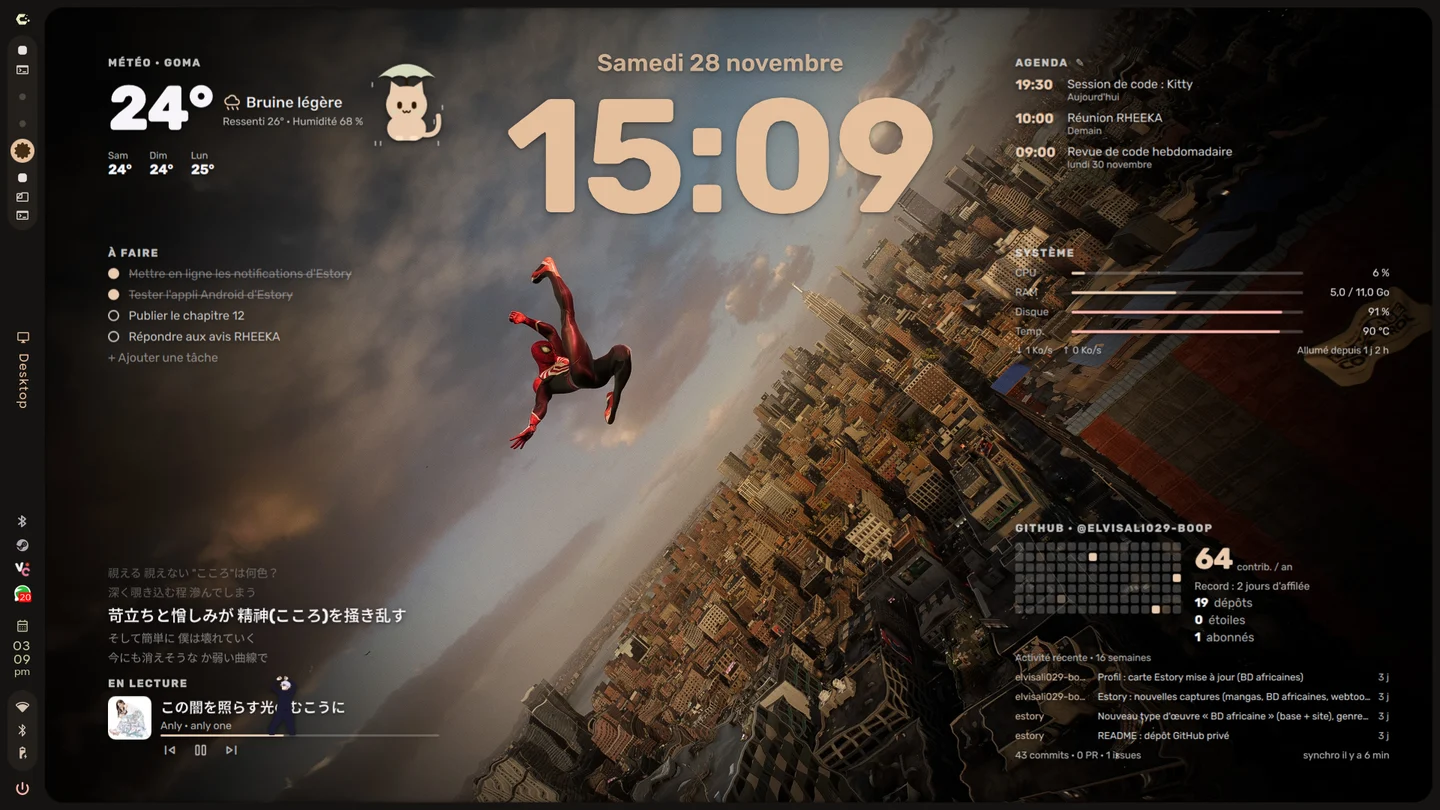 Samedi 28 novembre
15:09
MÉTÉO • GOMA
24°
Bruine légère
Ressenti 26° • Humidité 68 %
Sam Dim Lun
24° 24° 25°
À FAIRE
Mettre en ligne les notifications d'Estory
Tester l'appli Android d'Estory
Publier le chapitre 12
Répondre aux avis RHEEKA
+ Ajouter une tâche
Desktop
視える 視えない "こころ"は何色？
深く覗き込む程 滲んでしまう
苛立ちと憎しみが 精神(こころ)を掻き乱す
そして簡単に 僕は壊れていく
今にも消えそうな か弱い曲線で
EN LECTURE
この闇を照らす光 むこうに
Anly • anly one
20
03
09
pm
AGENDA
19:30 Session de code : Kitty
Aujourd'hui
10:00 Réunion RHEEKA
Demain
09:00 Revue de code hebdomadaire
lundi 30 novembre
SYSTÈME
CPU 6 %
RAM 5,0 / 11,0 Go
Disque 91 %
Temp. 90 °C
↓ 1 Ko/s ↑ 0 Ko/s Allumé depuis 1 j 2 h
GITHUB • @ELVISALI029-BOOP
64 contrib. / an
Record : 2 jours d'affilée
19 dépôts
0 étoiles
1 abonnés
Activité récente • 16 semaines
elvisali029-bo... Profil : carte Estory mise à jour (BD africaines) 3 j
elvisali029-bo... Estory : nouvelles captures (mangas, BD africaines, webtoo... 3 j
estory Nouveau type d'œuvre « BD africaine » (base + site), genre... 3 j
estory README : dépôt GitHub privé 3 j
43 commits • 0 PR • 1 issues synchro il y a 6 min